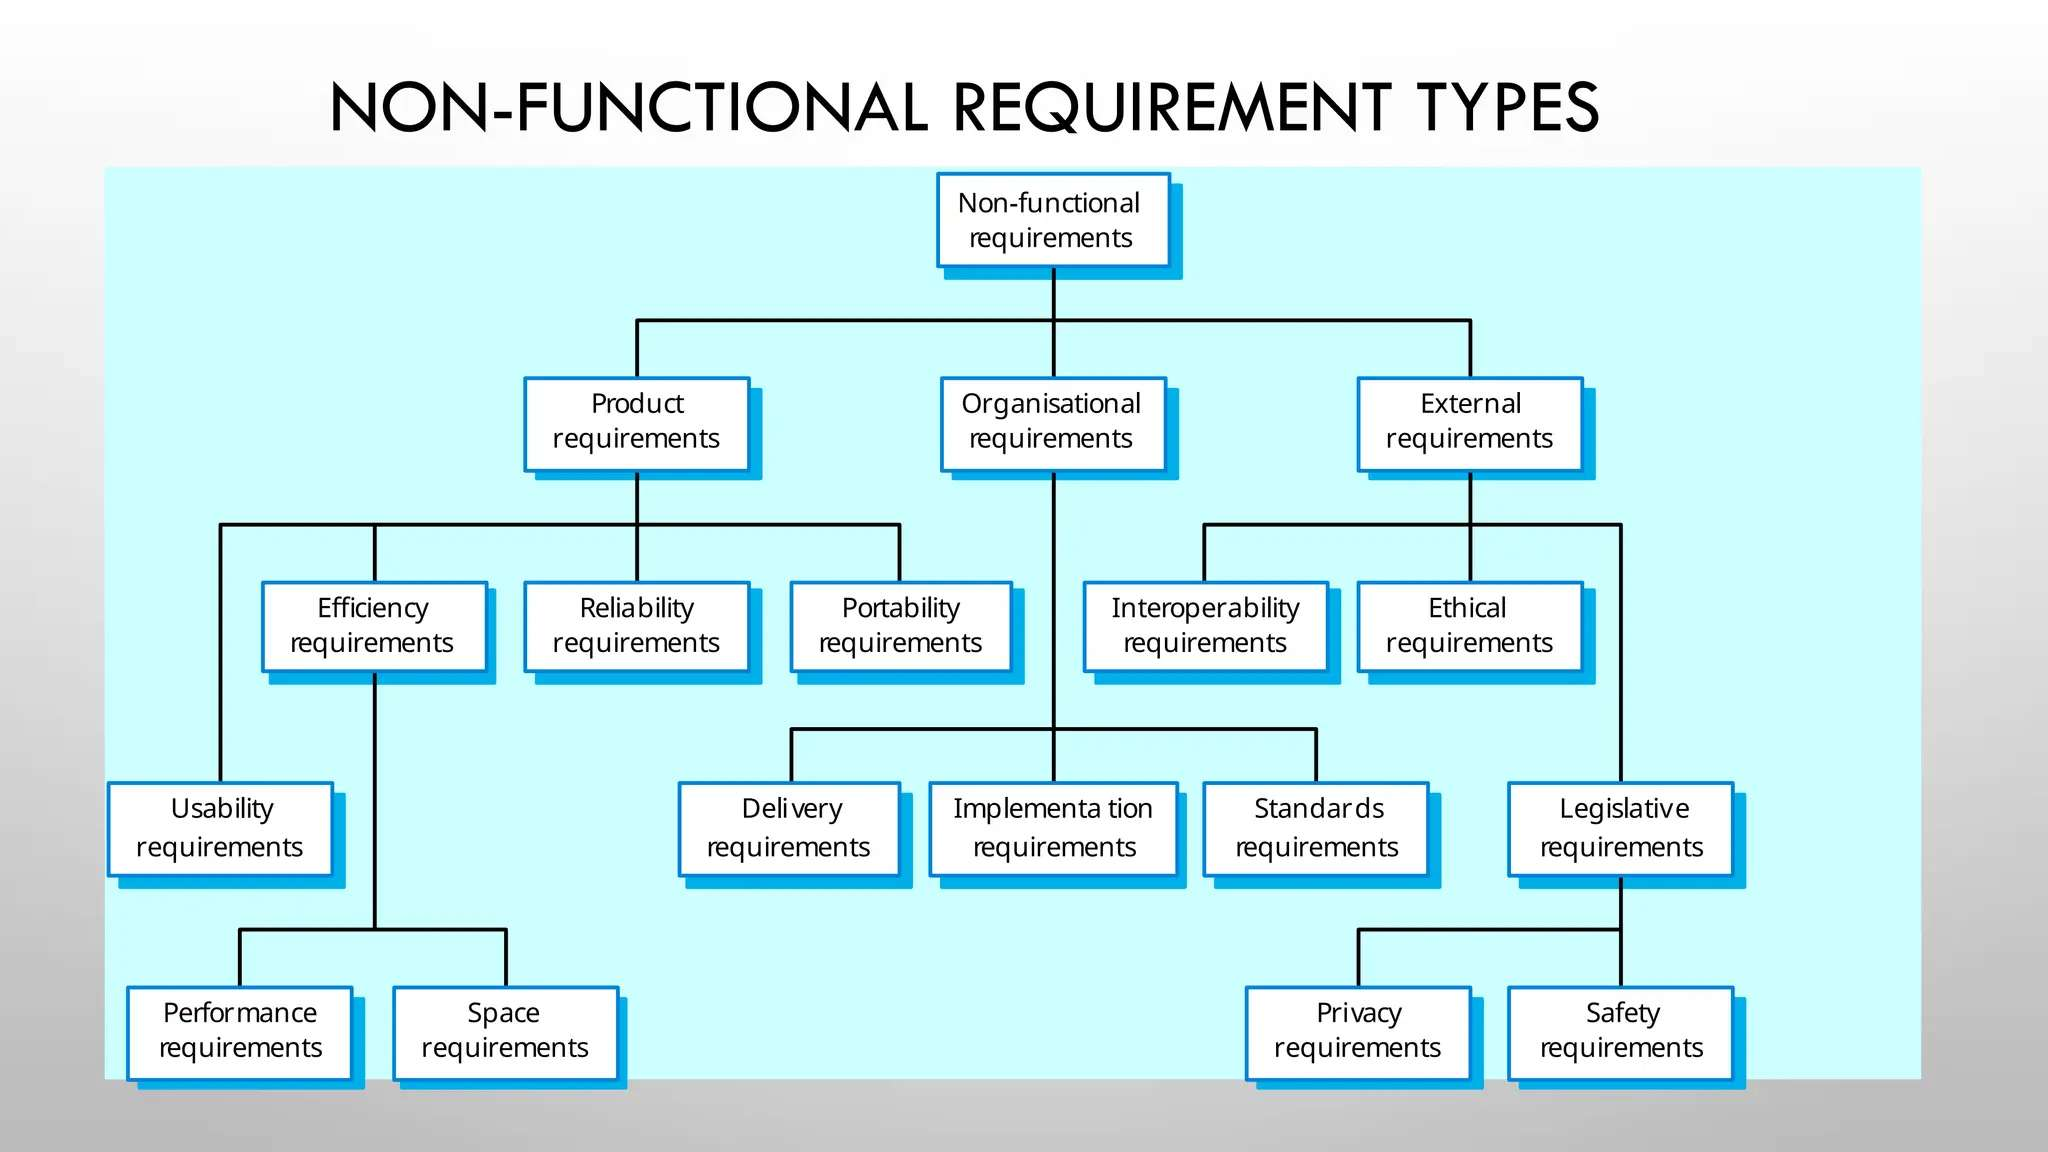 NON-FUNCTIONAL REQUIREMENT TYPES
Non-functional
requirements
Product
requirements
Organisational
requirements
External
requirements
Efficiency
requirements
Reliability
requirements
Portability
requirements
Interoperability
requirements
Ethical
requirements
Usability
requirements
Delivery
requirements
Implementa tion
requirements
Standards
requirements
Legislative
requirements
Performance
requirements
Space
requirements
Privacy
requirements
Safety
requirements